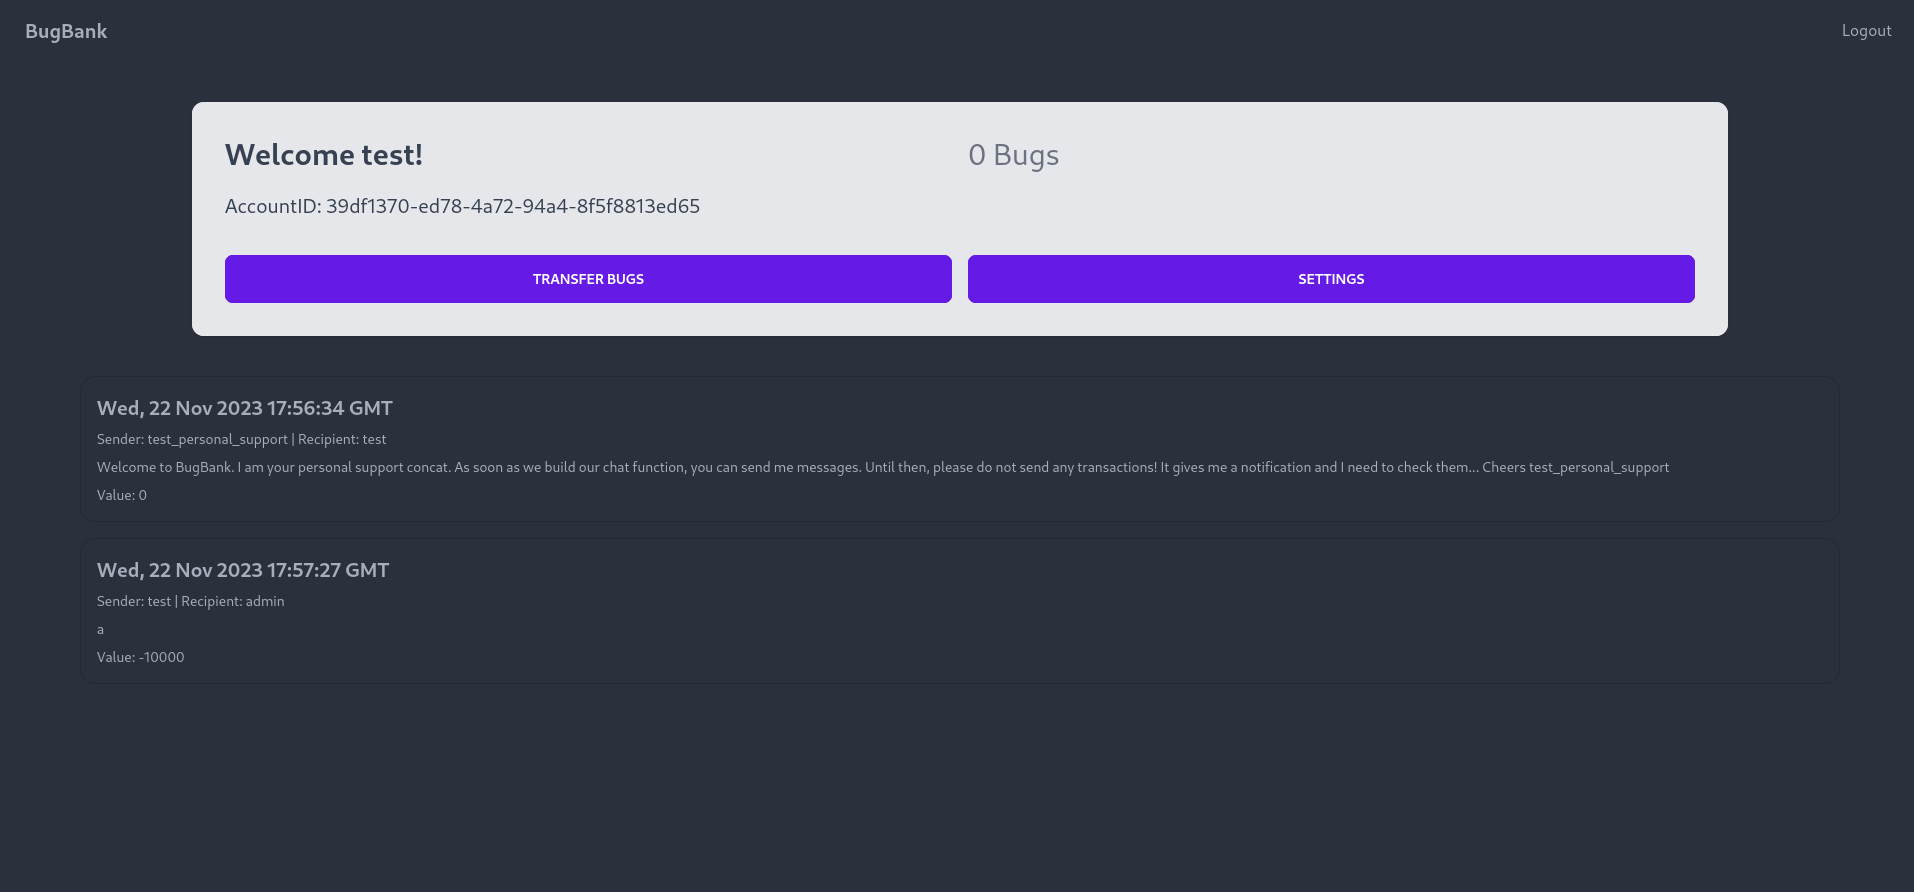 BugBank
Logout
Welcome test!
0 Bugs
AccountID: 39df1370-ed78-4a72-94a4-8f5f8813ed65
TRANSFER BUGS
SETTINGS
Wed, 22 Nov 2023 17:56:34 GMT
Sender: test_personal_support | Recipient: test
Welcome to BugBank. I am your personal support concat. As soon as we build our chat function, you can send me messages. Until then, please do not send any transactions! It gives me a notification and I need to check them... Cheers test_personal_support
Value: 0
Wed, 22 Nov 2023 17:57:27 GMT
Sender: test | Recipient: admin
a
Value: -10000